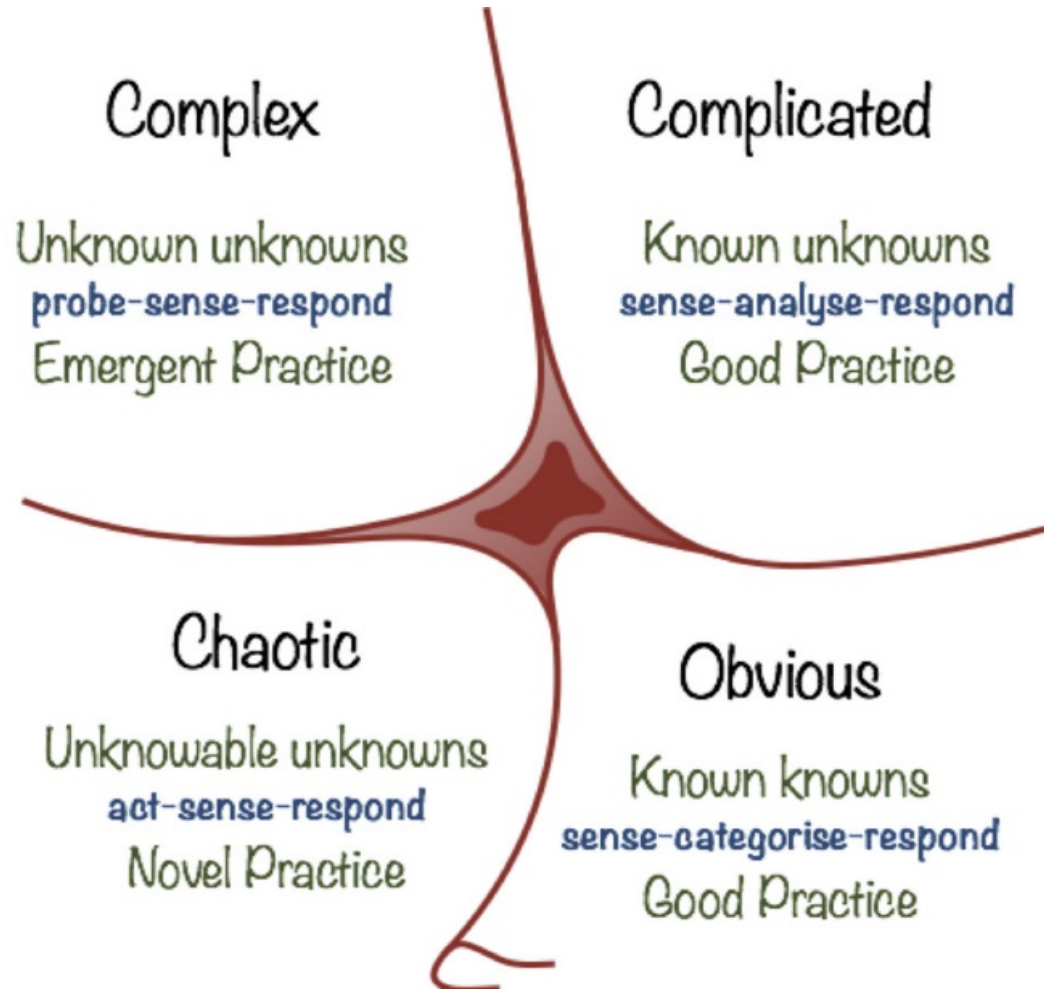 Complex
Unknown unknowns
probe-sense-respond
Emergent Practice
Complicated
Known unknowns
sense-analyse-respond
Good Practice
Chaotic
Unknowable unknowns
act-sense-respond
Novel Practice
Obvious
Known knowns
sense-categorise-respond
Good Practice